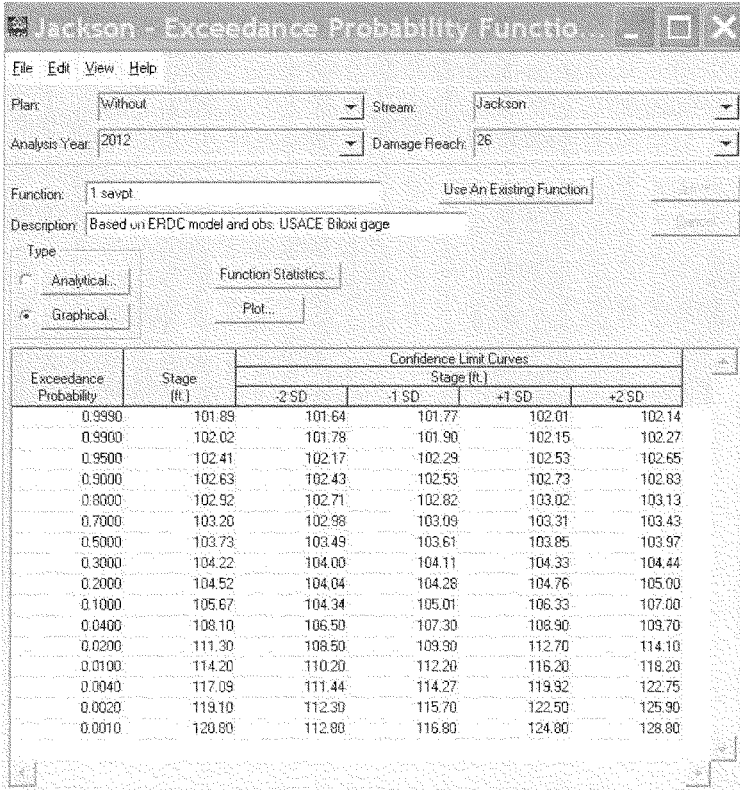 Jackson - Exceedance Probability Functio...
File Edit View Help
Plan: Without Stream: Jackson
Analysis Year: 2012 Damage Reach: 26
Function: 1 savpt Use An Existing Function
Description: Based on ERDC model and obs. USACE Biloxi gage
Type
Analytical... Function Statistics...
Graphical... Plot...
Confidence Limit Curves
Exceedance Stage Stage (ft.)
Probability (ft.) -2 SD -1 SD +1 SD +2 SD
0.9990 101.89 101.64 101.77 102.01 102.14
0.9900 102.02 101.78 101.90 102.15 102.27
0.9500 102.41 102.17 102.29 102.53 102.65
0.9000 102.63 102.43 102.53 102.73 102.83
0.8000 102.92 102.71 102.82 103.02 103.13
0.7000 103.20 102.98 103.09 103.31 103.43
0.5000 103.73 103.49 103.61 103.85 103.97
0.3000 104.22 104.00 104.11 104.33 104.44
0.2000 104.52 104.04 104.28 104.76 105.00
0.1000 105.67 104.34 105.01 106.33 107.00
0.0400 108.10 106.50 107.30 108.90 109.70
0.0200 111.30 108.50 109.90 112.70 114.10
0.0100 114.20 110.20 112.20 116.20 118.20
0.0040 117.09 111.44 114.27 119.92 122.75
0.0020 119.10 112.30 115.70 122.50 125.90
0.0010 120.80 112.80 116.80 124.80 128.80